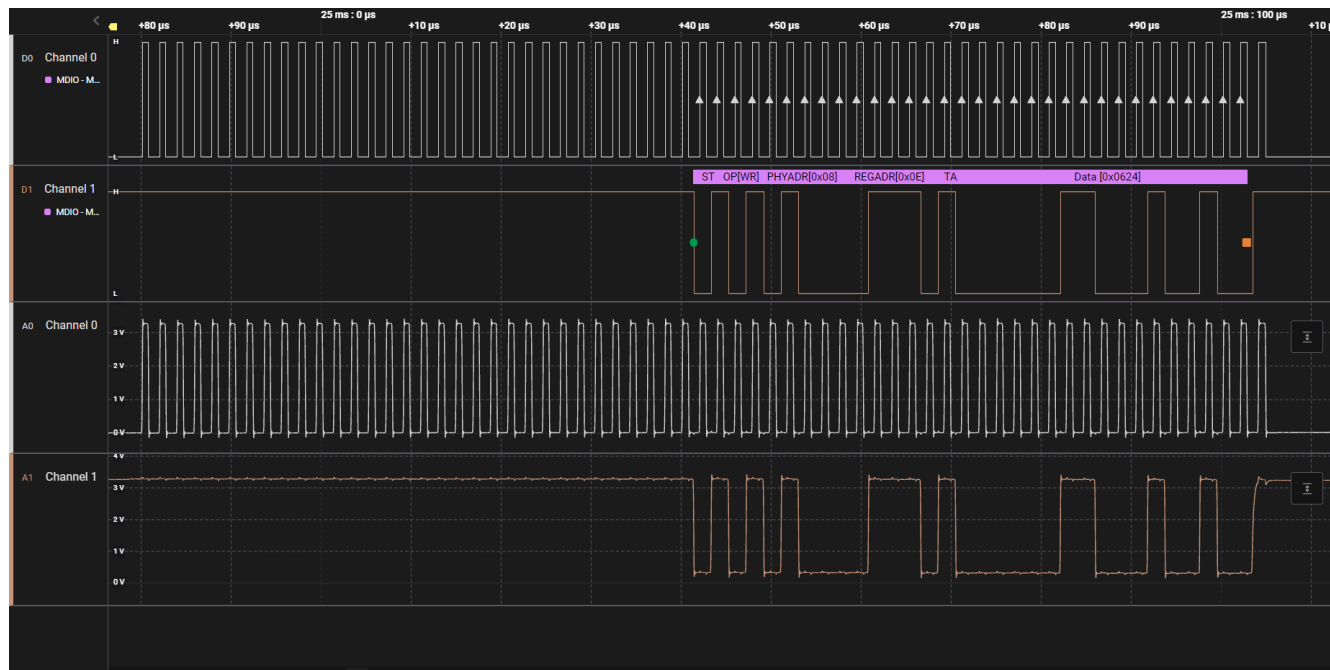 25 ms : 0 µs 25 ms : 100 µs
+80 µs +90 µs +10 µs +20 µs +30 µs +40 µs +50 µs +60 µs +70 µs +80 µs +90 µs +10 µ
D0 Channel 0 H
MDIO - M...
L
ST OP[WR] PHYADR[0x08] REGADR[0x0E] TA Data [0x0624]
D1 Channel 1 H
MDIO - M...
L
A0 Channel 0
3 V
2 V
1 V
0 V
4 V
A1 Channel 1
3 V
2 V
1 V
0 V